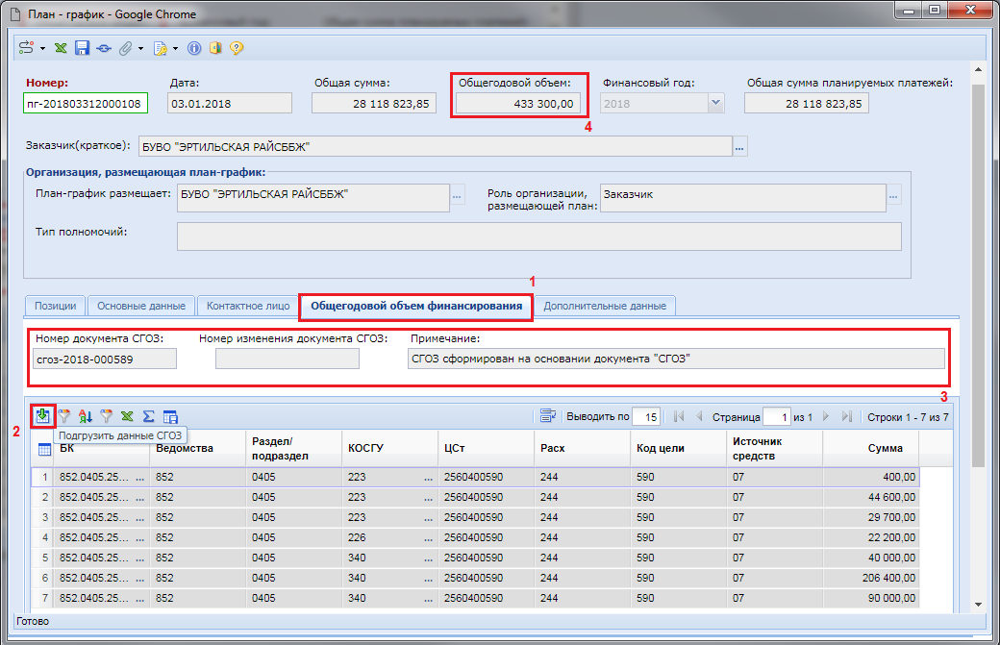 План - график - Google Chrome
Номер: Дата: Общая сумма: Общегодовой объем: Финансовый год: Общая сумма планируемых платежей:
пг-201803312000108 03.01.2018 28 118 823,85 433 300,00 2018 28 118 823,85
4
Заказчик(краткое): БУВО "ЭРТИЛЬСКАЯ РАЙСББЖ" ...
Организация, размещающая план-график:
План-график размещает: БУВО "ЭРТИЛЬСКАЯ РАЙСББЖ" ... Роль организации, размещающей план: Заказчик ...
Тип полномочий:
1
Позиции Основные данные Контактное лицо Общегодовой объем финансирования Дополнительные данные
Номер документа СГОЗ: Номер изменения документа СГОЗ: Примечание:
сгоз-2018-000589 СГОЗ сформирован на основании документа "СГОЗ"
3
2
Выводить по 15 Страница 1 из 1 Строки 1 - 7 из 7
Подгрузить данные СГОЗ
БК Ведомства Раздел/подраздел КОСГУ ЦСт Расх Код цели Источник средств Сумма
1 852.0405.25... ... 852 0405 223 ... 2560400590 244 590 07 400,00
2 852.0405.25... ... 852 0405 223 ... 2560400590 244 590 07 44 600,00
3 852.0405.25... ... 852 0405 223 ... 2560400590 244 590 07 29 700,00
4 852.0405.25... ... 852 0405 226 ... 2560400590 244 590 07 22 200,00
5 852.0405.25... ... 852 0405 340 ... 2560400590 244 590 07 40 000,00
6 852.0405.25... ... 852 0405 340 ... 2560400590 244 590 07 206 400,00
7 852.0405.25... ... 852 0405 340 ... 2560400590 244 590 07 90 000,00
Готово